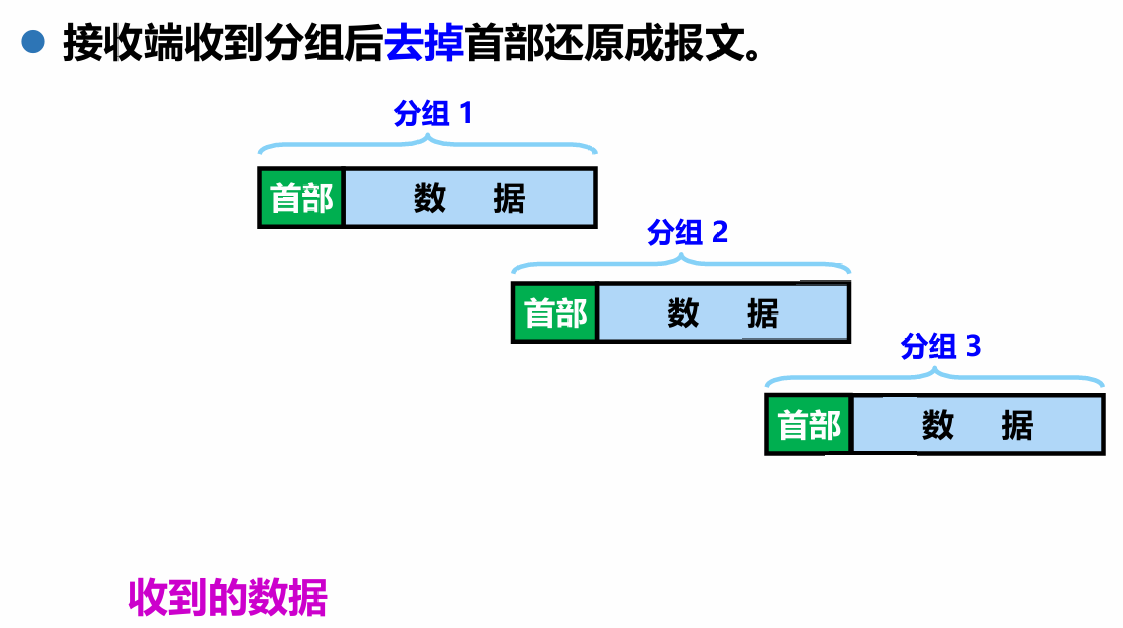 接收端收到分组后去掉首部还原成报文。
分组 1
首部 数 据
分组 2
首部 数 据
分组 3
首部 数 据
收到的数据